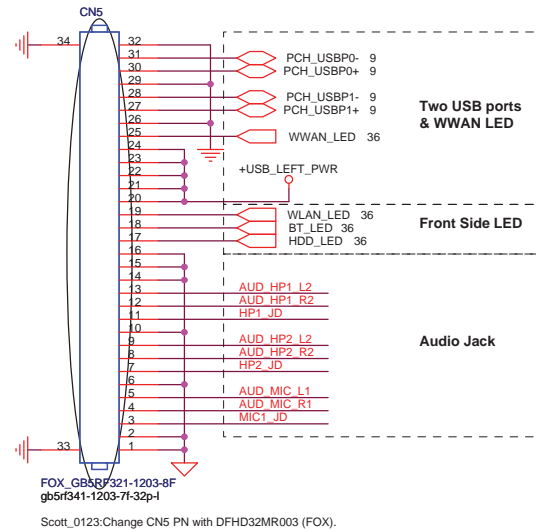 CN5
34
32
31
30
29
28
27
26
25
24
23
22
21
20
19
18
17
16
15
14
13
12
11
10
9
8
7
6
5
4
3
2
1
33
PCH_USBP0- 9
PCH_USBP0+ 9
PCH_USBP1- 9
PCH_USBP1+ 9
WWAN_LED 36
Two USB ports
& WWAN LED
+USB_LEFT_PWR
WLAN_LED 36
BT_LED 36
HDD_LED 36
Front Side LED
AUD_HP1_L2
AUD_HP1_R2
HP1_JD
AUD_HP2_L2
AUD_HP2_R2
HP2_JD
AUD_MIC_L1
AUD_MIC_R1
MIC1_JD
Audio Jack
FOX_GB5RF321-1203-8F
gb5rf341-1203-7f-32p-l
Scott_0123:Change CN5 PN with DFHD32MR003 (FOX).